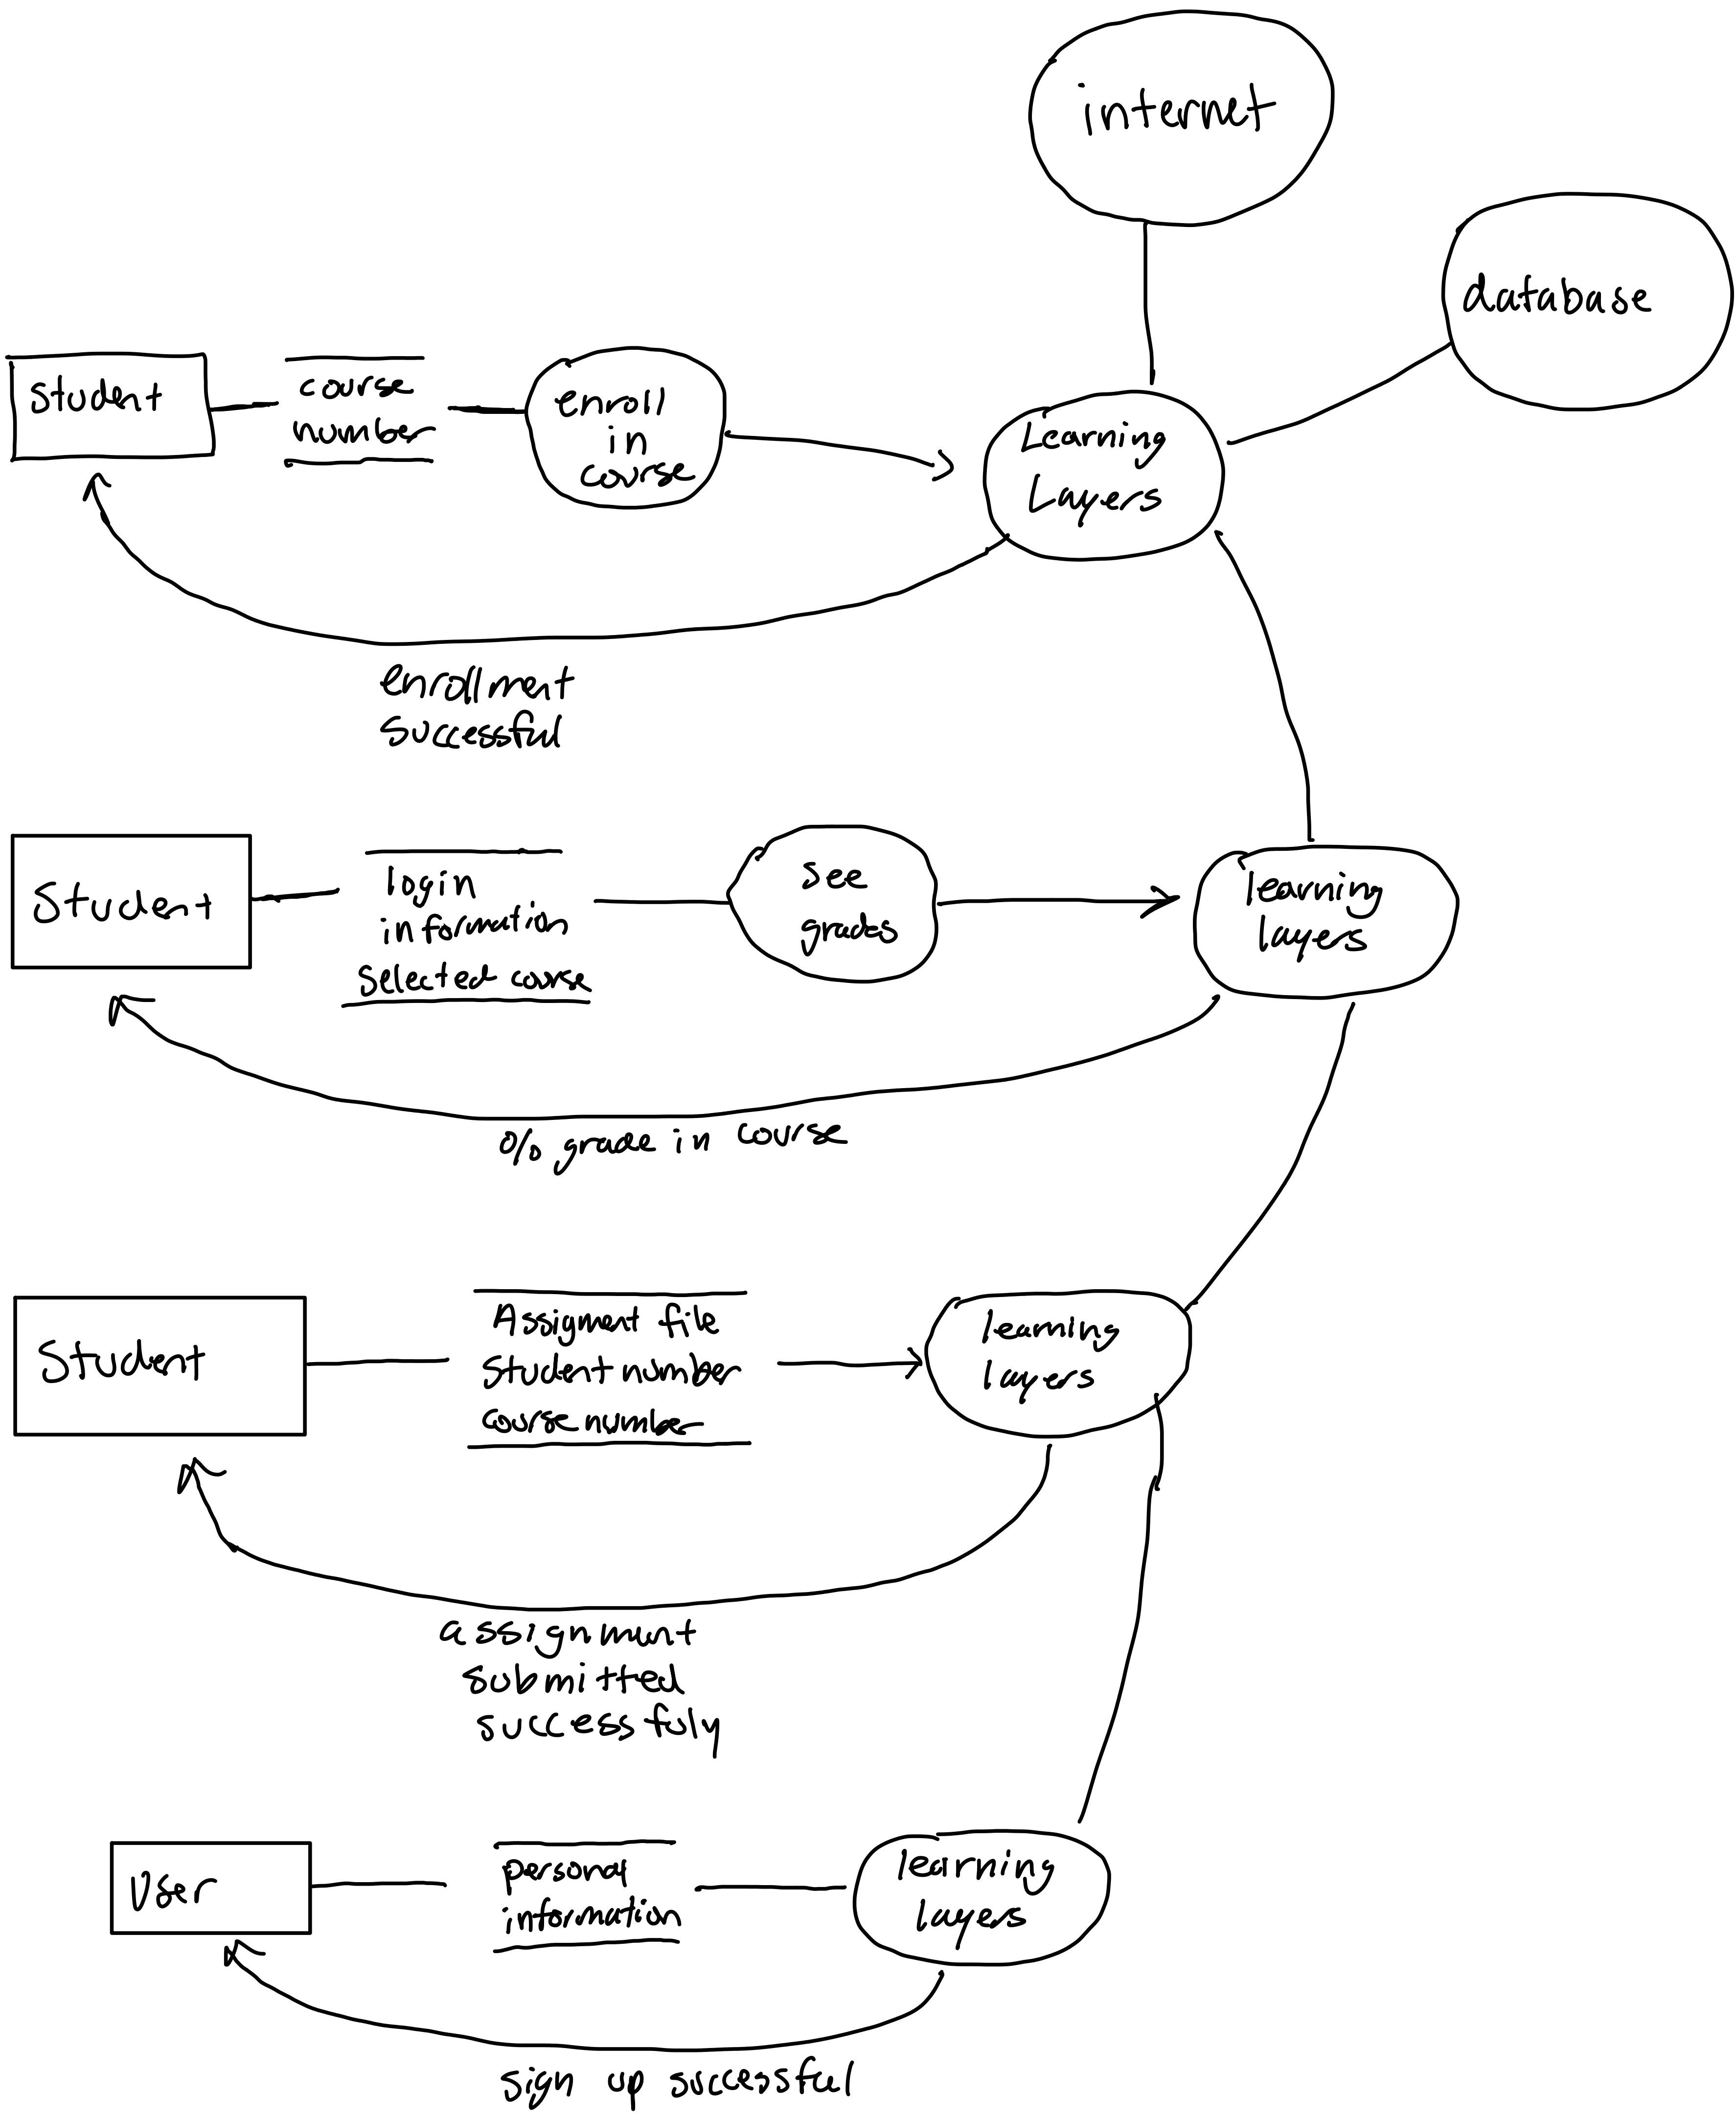 internet
database
Student
course
number
enroll
in
course
Learning
Layers
enrollment
successful
Student
login
information
selected course
see
grades
learning
layers
% grade in course
Student
Assigment file
Student number
course number
learning
layers
assignment
submitted
successfuly
User
personal
information
learning
layers
sign up successful